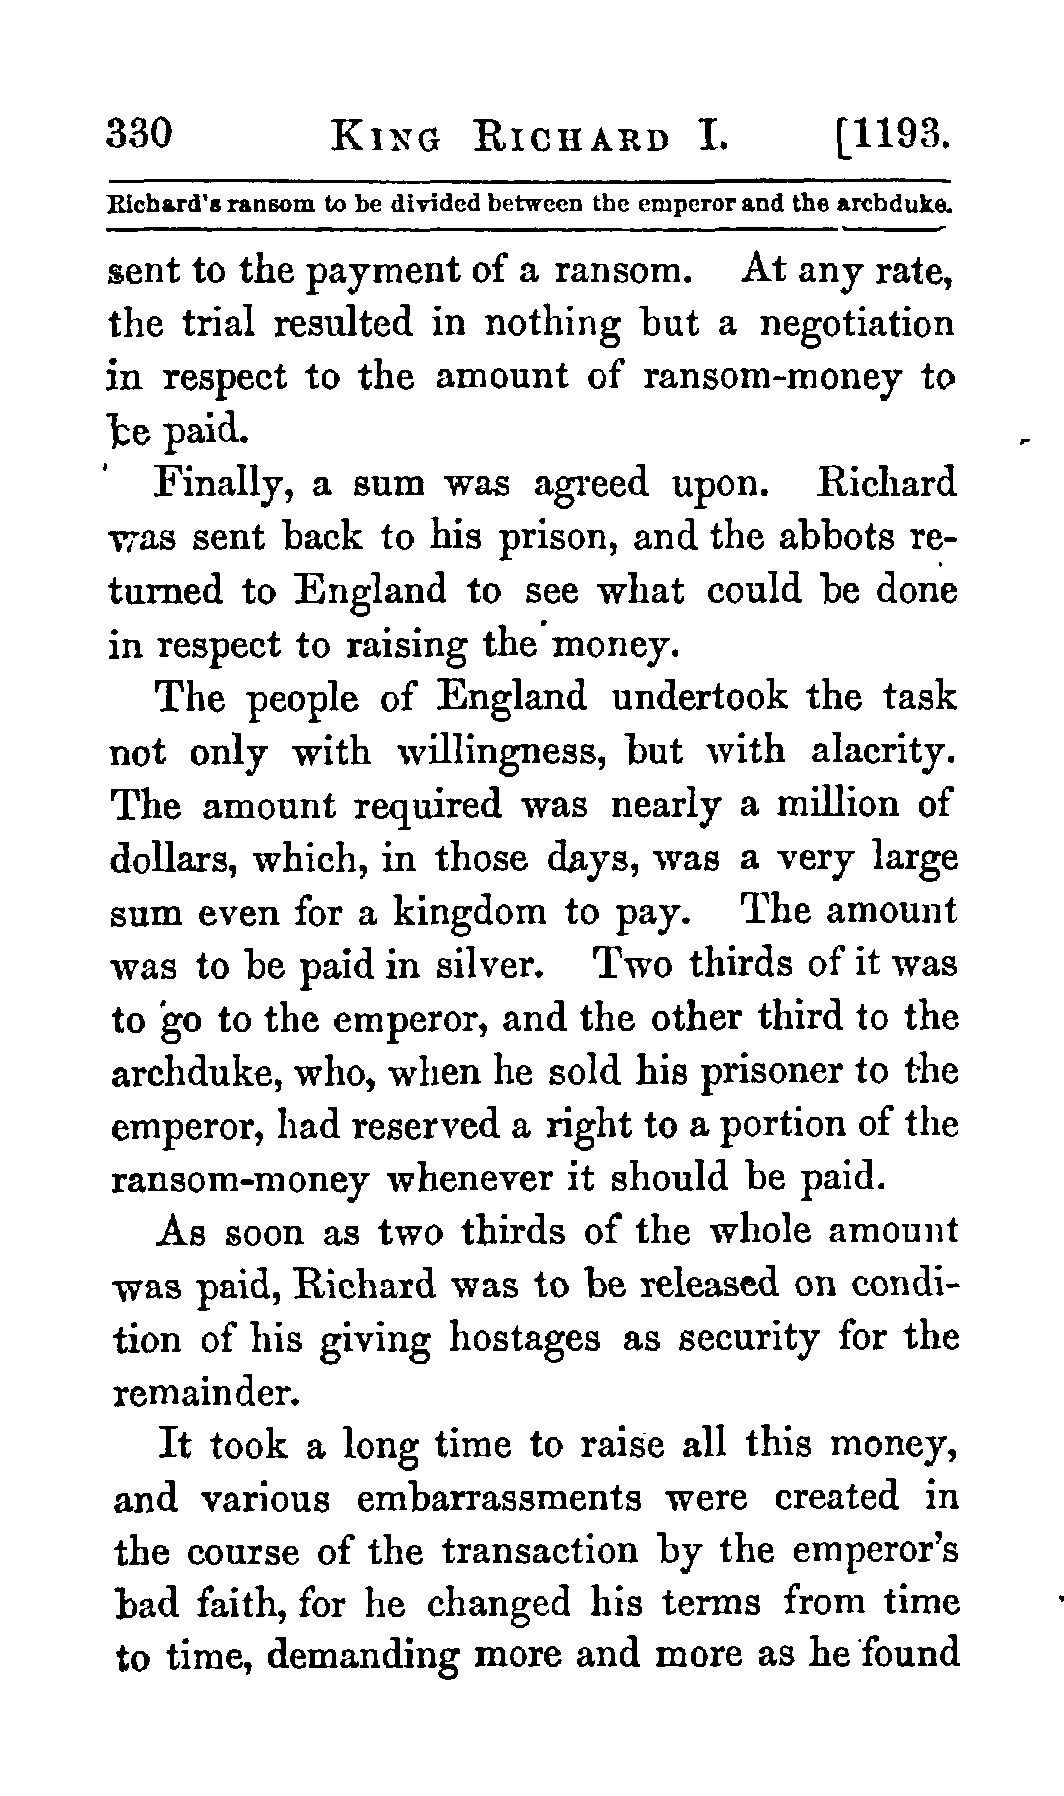 330 KING RICHARD I. [1193.
Richard's ransom to be divided between the emperor and the archduke.
sent to the payment of a ransom. At any rate,
the trial resulted in nothing but a negotiation
in respect to the amount of ransom-money to
be paid.
Finally, a sum was agreed upon. Richard
was sent back to his prison, and the abbots re-
turned to England to see what could be done
in respect to raising the money.
The people of England undertook the task
not only with willingness, but with alacrity.
The amount required was nearly a million of
dollars, which, in those days, was a very large
sum even for a kingdom to pay. The amount
was to be paid in silver. Two thirds of it was
to go to the emperor, and the other third to the
archduke, who, when he sold his prisoner to the
emperor, had reserved a right to a portion of the
ransom-money whenever it should be paid.
As soon as two thirds of the whole amount
was paid, Richard was to be released on condi-
tion of his giving hostages as security for the
remainder.
It took a long time to raise all this money,
and various embarrassments were created in
the course of the transaction by the emperor's
bad faith, for he changed his terms from time
to time, demanding more and more as he found